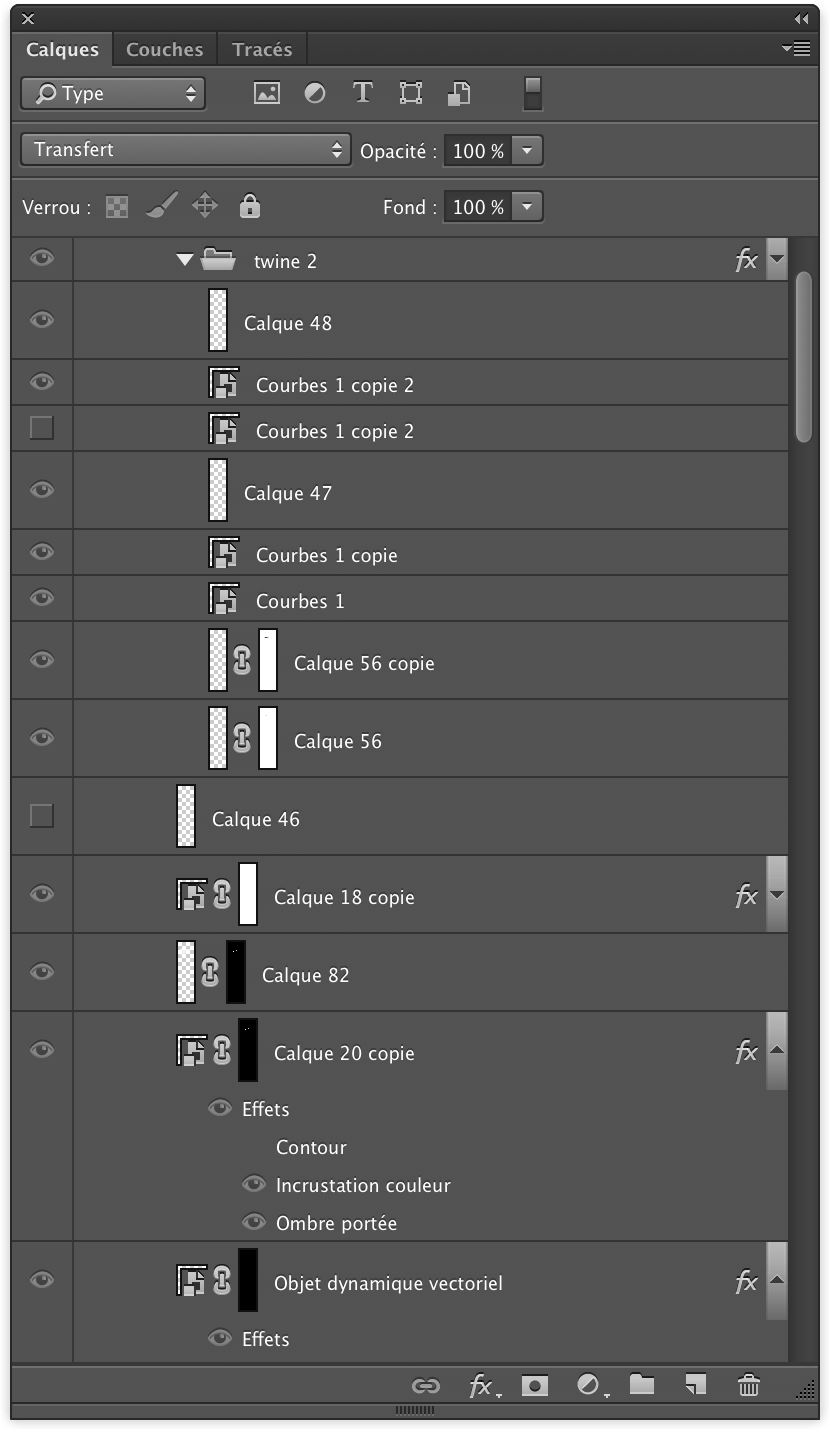 Calques Couches Tracés
Type T
Transfert Opacité : 100 %
Verrou : Fond : 100 %
twine 2 fx
Calque 48
Courbes 1 copie 2
Courbes 1 copie 2
Calque 47
Courbes 1 copie
Courbes 1
Calque 56 copie
Calque 56
Calque 46
Calque 18 copie fx
Calque 82
Calque 20 copie fx
Effets
Contour
Incrustation couleur
Ombre portée
Objet dynamique vectoriel fx
Effets
fx